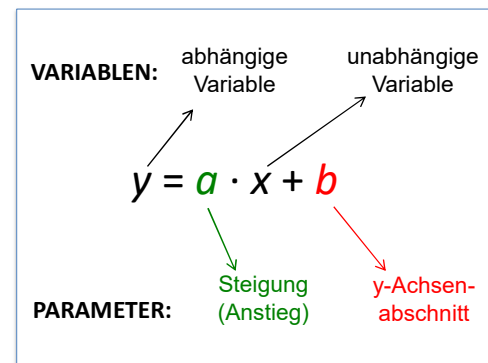 abhängige unabhängige
VARIABLEN: Variable Variable
y = a · x + b
Steigung y-Achsen-
PARAMETER: (Anstieg) abschnitt